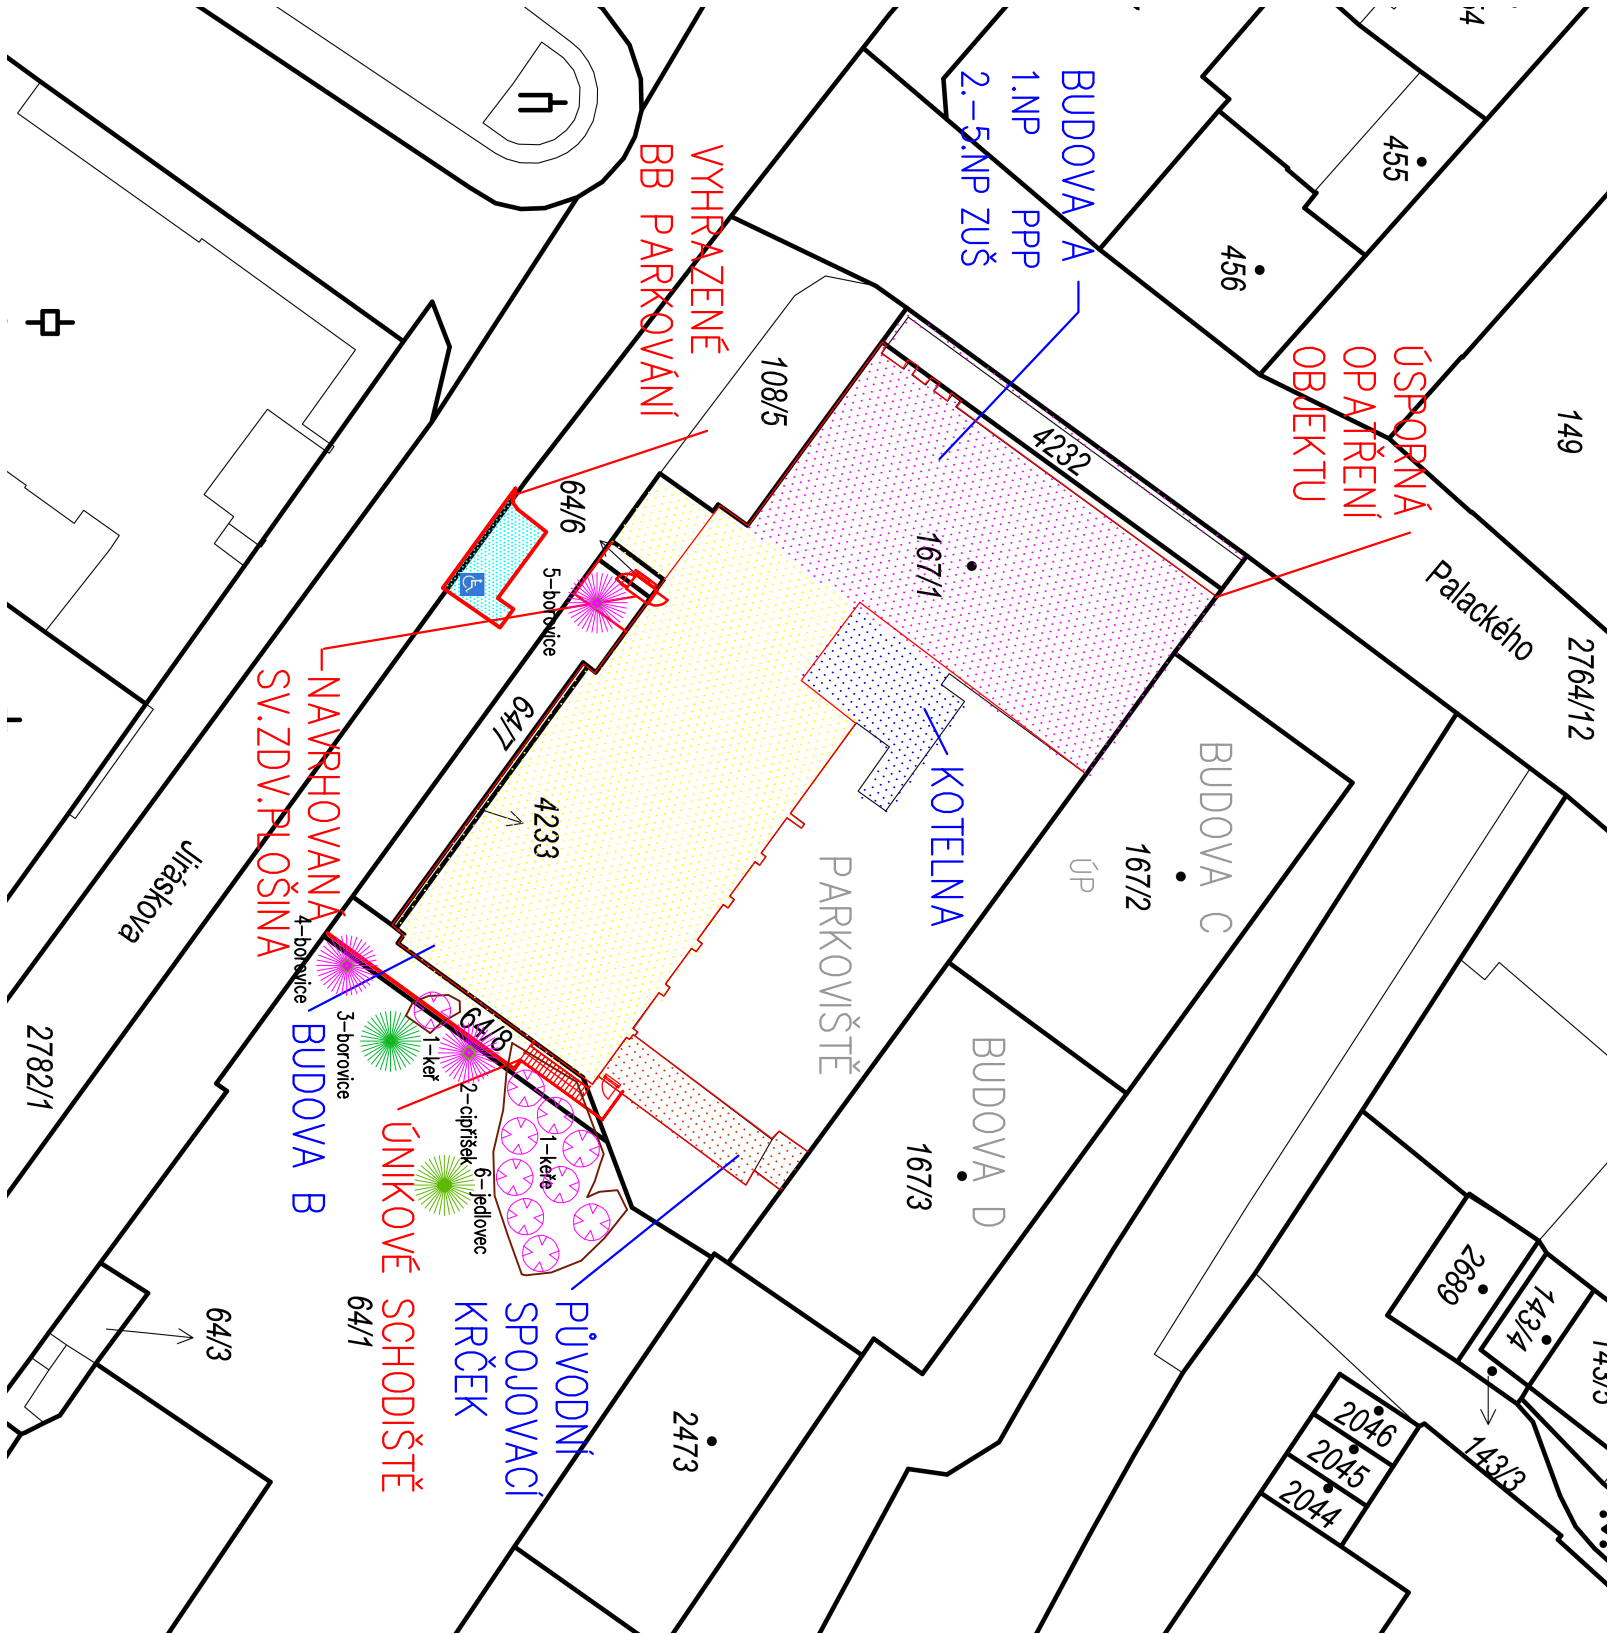 BUDOVA A
1.NP PPP
2.-5.NP ZUŠ
VYHRAZENÉ
BB PARKOVÁNÍ
ÚSPORNÁ
OPATŘENÍ
OBJEKTU
455
456
149
2764/12
Palackého
108/5
4232
167/1
64/6
5-borovice
64/7
NAVRHOVANÁ
SV.ZDV.PLOŠINA
4233
KOTELNA
PARKOVIŠTĚ
BUDOVA C
167/2
ÚP
BUDOVA D
167/3
Jiráskova
2782/1
4-borovice
3-borovice
1-keř
64/8
2-cipřišek
1-keře
6-jedlovec
BUDOVA B
ÚNIKOVÉ SCHODIŠTĚ
PŮVODNÍ
SPOJOVACÍ
KRČEK
64/1
64/3
2473
2689
143/4
143/3
2046
2045
2044